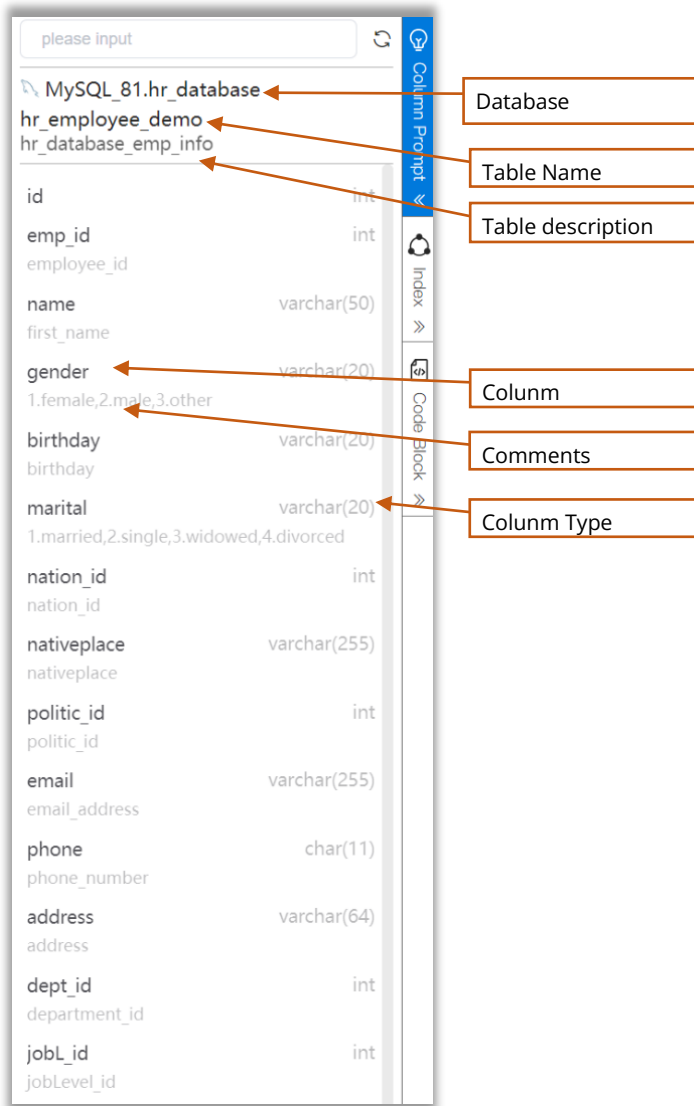 please input
MySQL_81.hr_database
hr_employee_demo
hr_database_emp_info
id int
emp_id int
employee_id
name varchar(50)
first_name
gender varchar(20)
1.female,2.male,3.other
birthday varchar(20)
birthday
marital varchar(20)
1.married,2.single,3.widowed,4.divorced
nation_id int
nation_id
nativeplace varchar(255)
nativeplace
politic_id int
politic_id
email varchar(255)
email_address
phone char(11)
phone_number
address varchar(64)
address
dept_id int
department_id
jobL_id int
jobLevel_id
Column Prompt
Index
Code Block
Database
Table Name
Table description
Colunm
Comments
Colunm Type